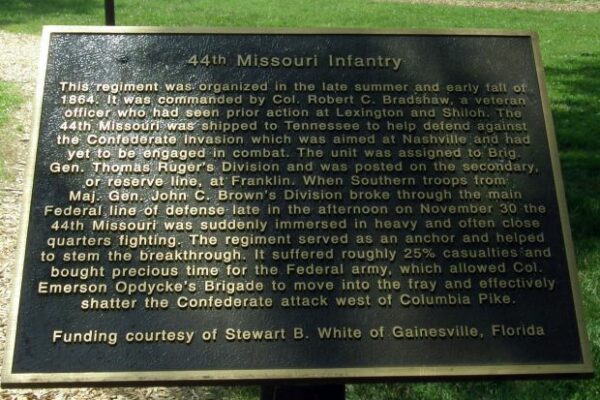 44th Missouri Infantry
This regiment was organized in the late summer and early fall of
1864. It was commanded by Col. Robert C. Bradshaw, a veteran
officer who had seen prior action at Lexington and Shiloh. The
44th Missouri was shipped to Tennessee to help defend against
the Confederate invasion which was aimed at Nashville and had
yet to be engaged in combat. The unit was assigned to Brig.
Gen. Thomas Ruger's Division and was posted on the secondary,
or reserve line, at Franklin. When Southern troops from
Maj. Gen. John C. Brown's Division broke through the main
Federal line of defense late in the afternoon on November 30 the
44th Missouri was suddenly immersed in heavy and often close
quarters fighting. The regiment served as an anchor and helped
to stem the breakthrough. It suffered roughly 25% casualties and
bought precious time for the Federal army, which allowed Col.
Emerson Opdycke's Brigade to move into the fray and effectively
shatter the Confederate attack west of Columbia Pike.
Funding courtesy of Stewart B. White of Gainesville, Florida